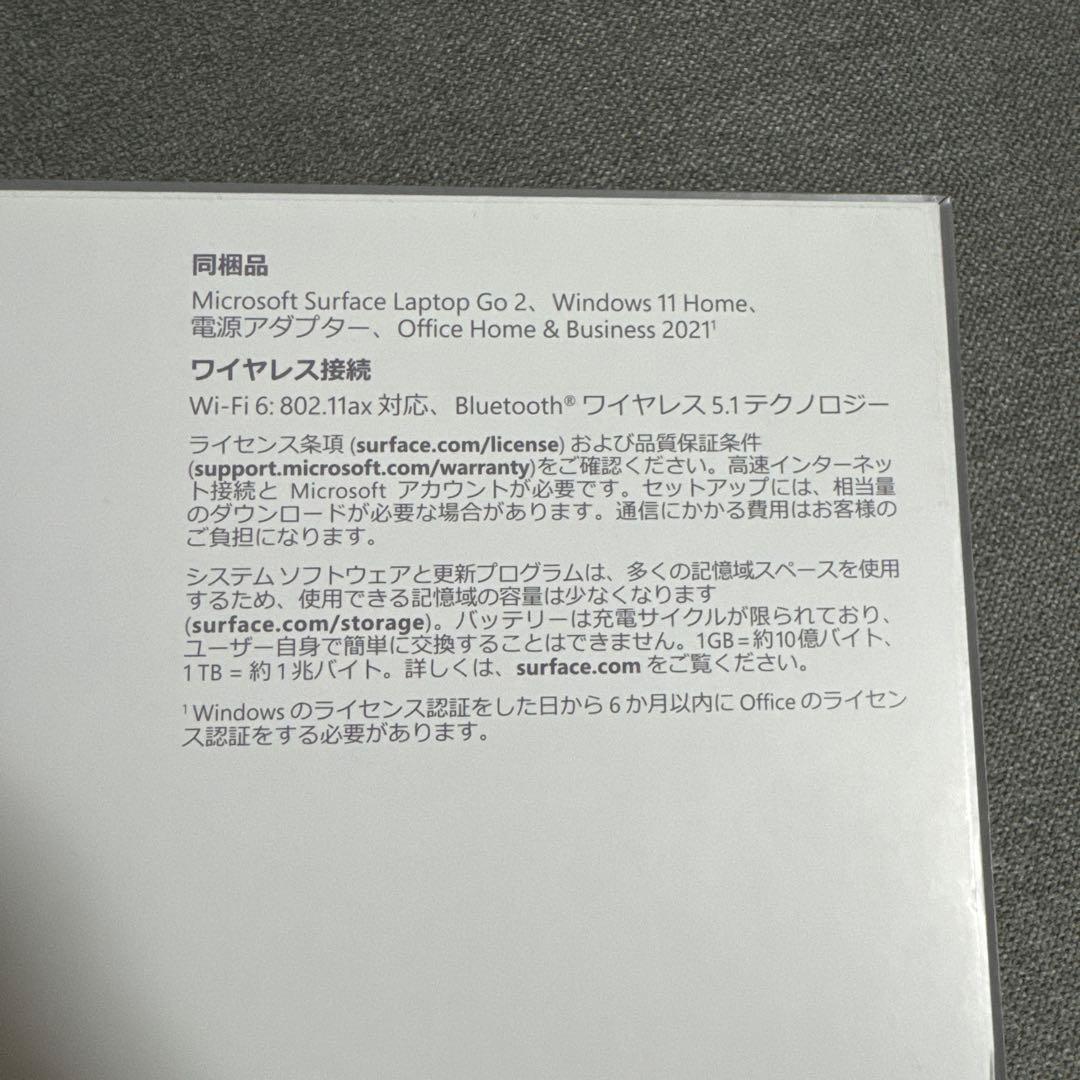 同梱品
Microsoft Surface Laptop Go 2、Windows 11 Home、
電源アダプター、Office Home & Business 2021¹
ワイヤレス接続
Wi-Fi 6: 802.11ax 対応、Bluetooth® ワイヤレス 5.1 テクノロジー
ライセンス条項 (surface.com/license) および品質保証条件
(support.microsoft.com/warranty)をご確認ください。高速インターネッ
ト接続と Microsoft アカウントが必要です。セットアップには、相当量
のダウンロードが必要な場合があります。通信にかかる費用はお客様の
ご負担になります。
システム ソフトウェアと更新プログラムは、多くの記憶域スペースを使用
するため、使用できる記憶域の容量は少なくなります
(surface.com/storage)。バッテリーは充電サイクルが限られており、
ユーザー自身で簡単に交換することはできません。1GB = 約10億バイト、
1 TB = 約 1 兆バイト。詳しくは、surface.com をご覧ください。
¹ Windows のライセンス認証をした日から 6 か月以内に Office のライセン
ス認証をする必要があります。